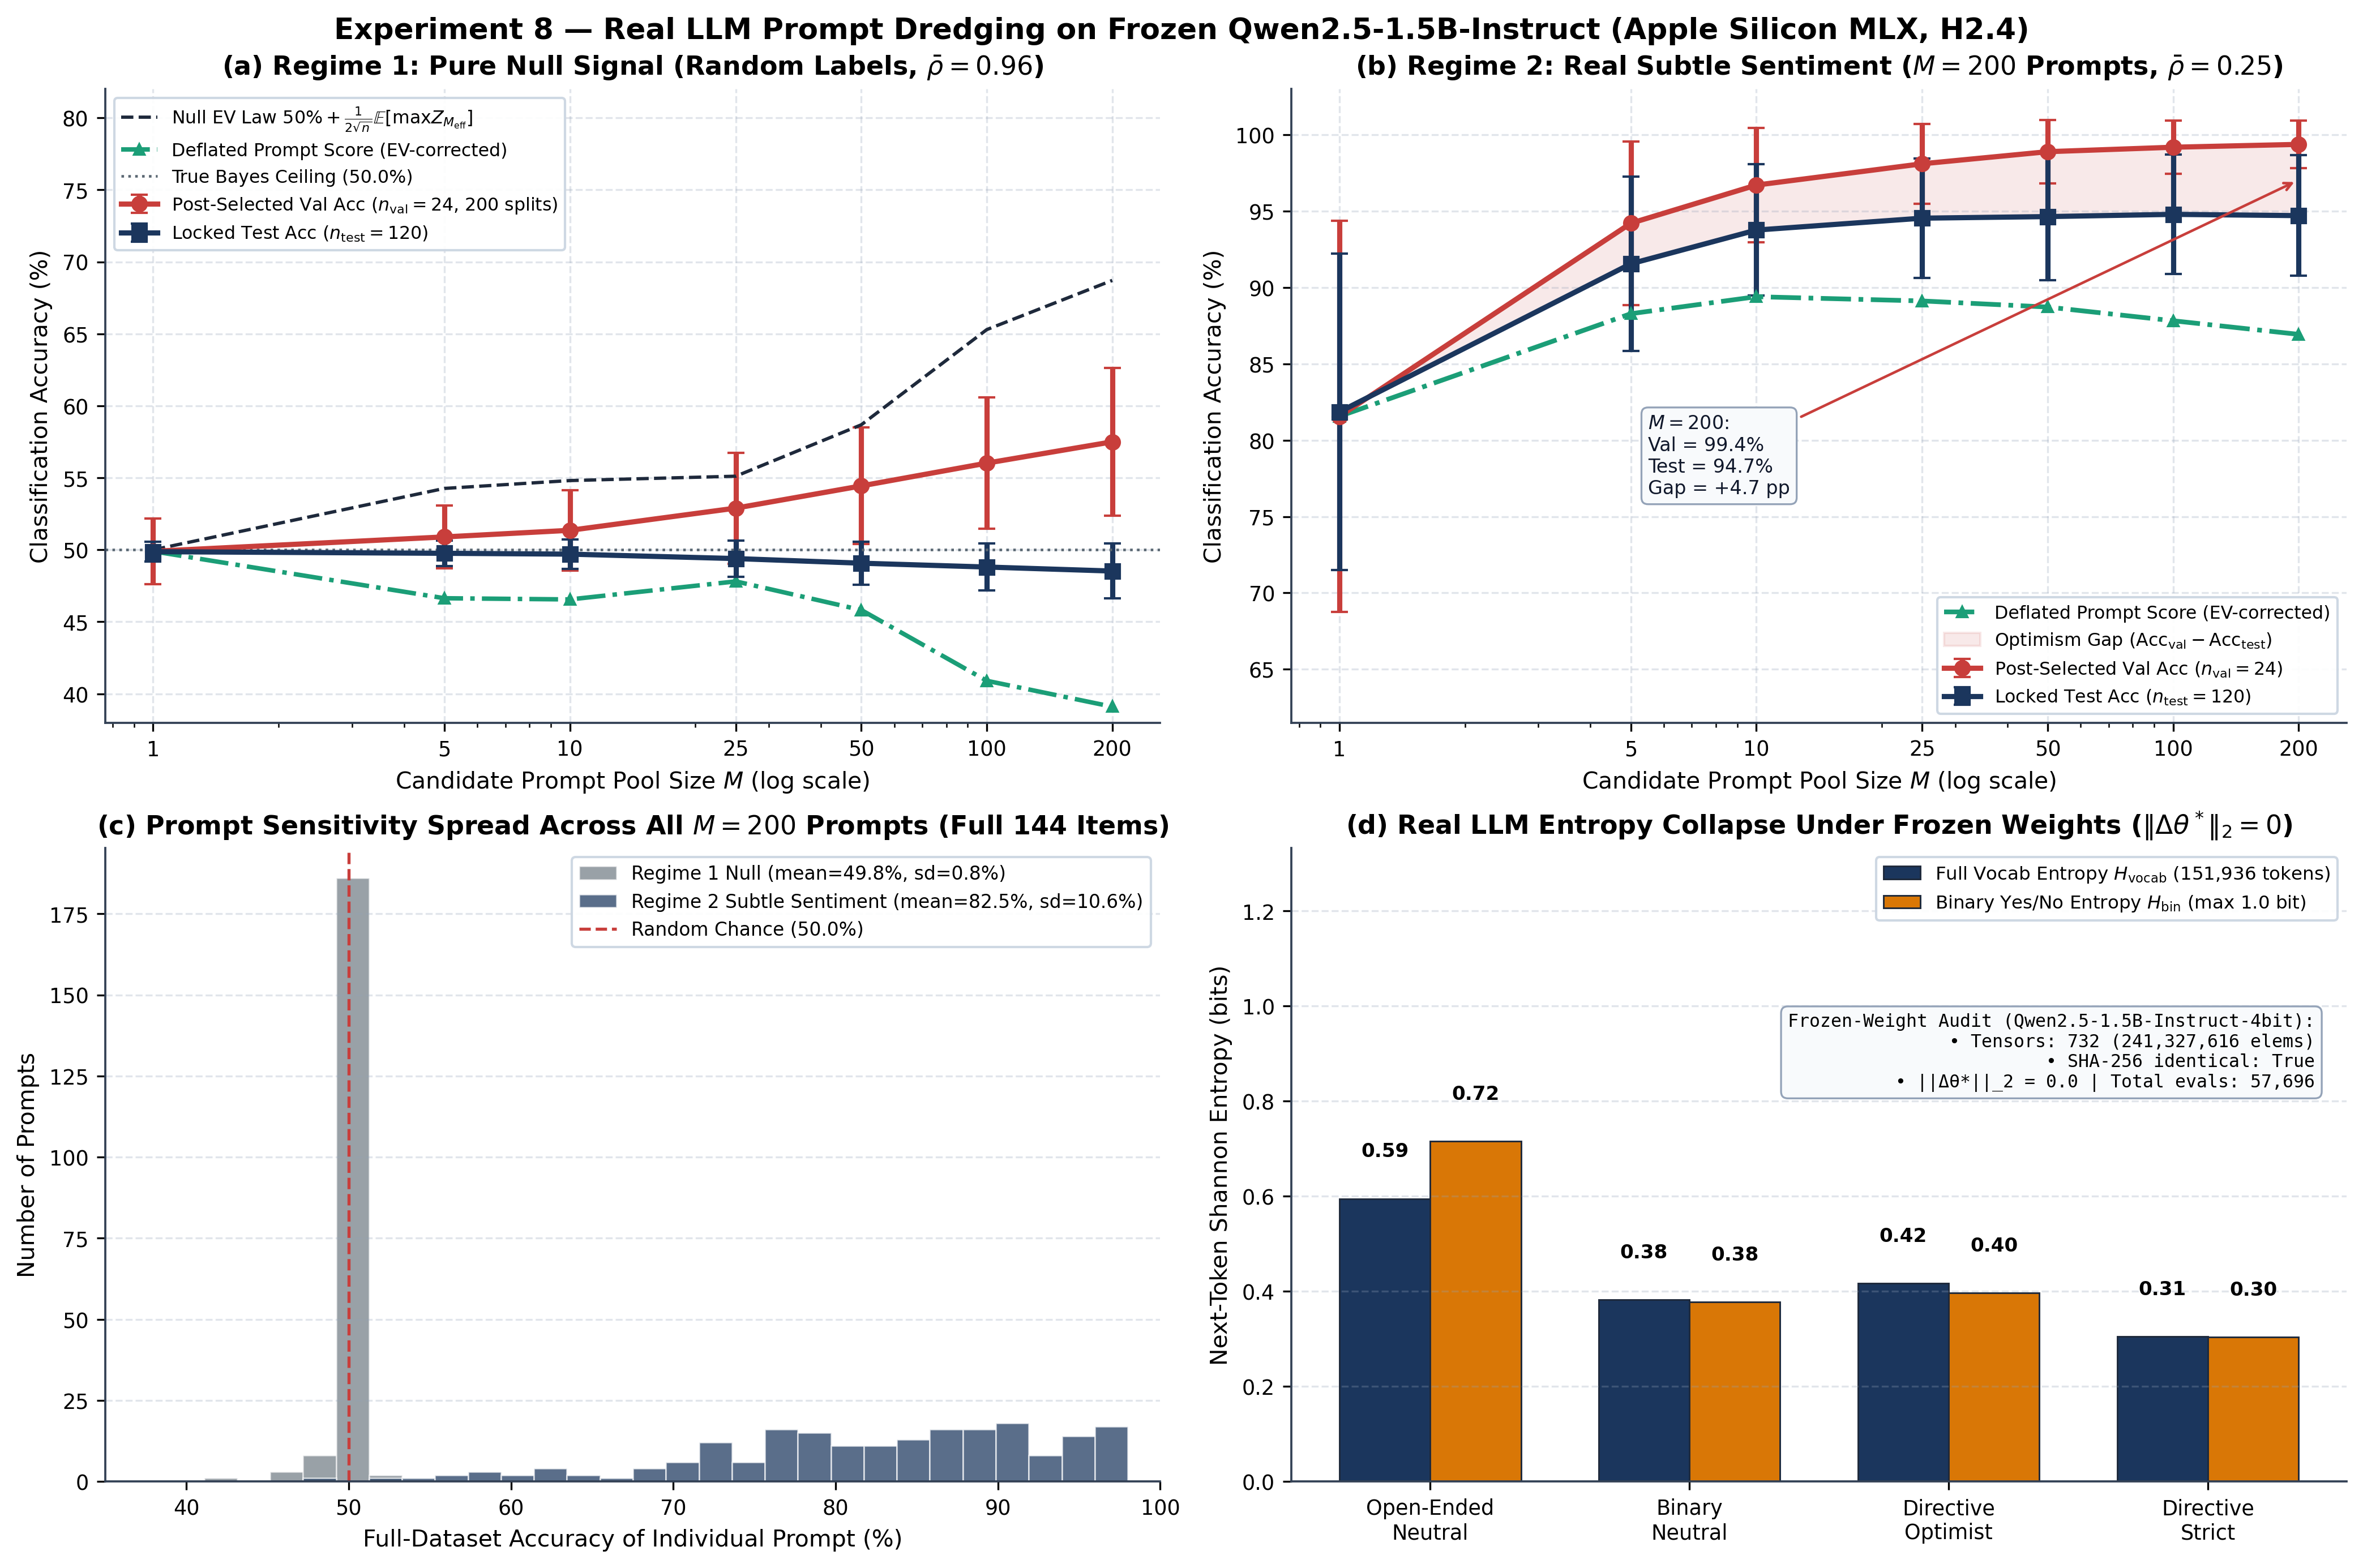 Experiment 8 — Real LLM Prompt Dredging on Frozen Qwen2.5-1.5B-Instruct (Apple Silicon MLX, H2.4)
(a) Regime 1: Pure Null Signal (Random Labels, ρ̄ = 0.96)
Null EV Law 50% + 1/(2√n) 𝔼[max Z_{M_eff}]
Deflated Prompt Score (EV-corrected)
True Bayes Ceiling (50.0%)
Post-Selected Val Acc (n_val = 24, 200 splits)
Locked Test Acc (n_test = 120)
Classification Accuracy (%)
80
75
70
65
60
55
50
45
40
1 5 10 25 50 100 200
Candidate Prompt Pool Size M (log scale)
(b) Regime 2: Real Subtle Sentiment (M = 200 Prompts, ρ̄ = 0.25)
Classification Accuracy (%)
100
95
90
85
80
75
70
65
M = 200:
Val = 99.4%
Test = 94.7%
Gap = +4.7 pp
Deflated Prompt Score (EV-corrected)
Optimism Gap (Acc_val − Acc_test)
Post-Selected Val Acc (n_val = 24)
Locked Test Acc (n_test = 120)
1 5 10 25 50 100 200
Candidate Prompt Pool Size M (log scale)
(c) Prompt Sensitivity Spread Across All M = 200 Prompts (Full 144 Items)
Regime 1 Null (mean=49.8%, sd=0.8%)
Regime 2 Subtle Sentiment (mean=82.5%, sd=10.6%)
Random Chance (50.0%)
Number of Prompts
175
150
125
100
75
50
25
0
40 50 60 70 80 90 100
Full-Dataset Accuracy of Individual Prompt (%)
(d) Real LLM Entropy Collapse Under Frozen Weights (‖Δθ*‖₂ = 0)
Full Vocab Entropy H_vocab (151,936 tokens)
Binary Yes/No Entropy H_bin (max 1.0 bit)
Next-Token Shannon Entropy (bits)
1.2
1.0
0.8
0.6
0.4
0.2
0.0
Frozen-Weight Audit (Qwen2.5-1.5B-Instruct-4bit):
• Tensors: 732 (241,327,616 elems)
• SHA-256 identical: True
• ||Δθ*||_2 = 0.0 | Total evals: 57,696
0.59 0.72
0.38 0.38
0.42 0.40
0.31 0.30
Open-Ended
Neutral
Binary
Neutral
Directive
Optimist
Directive
Strict